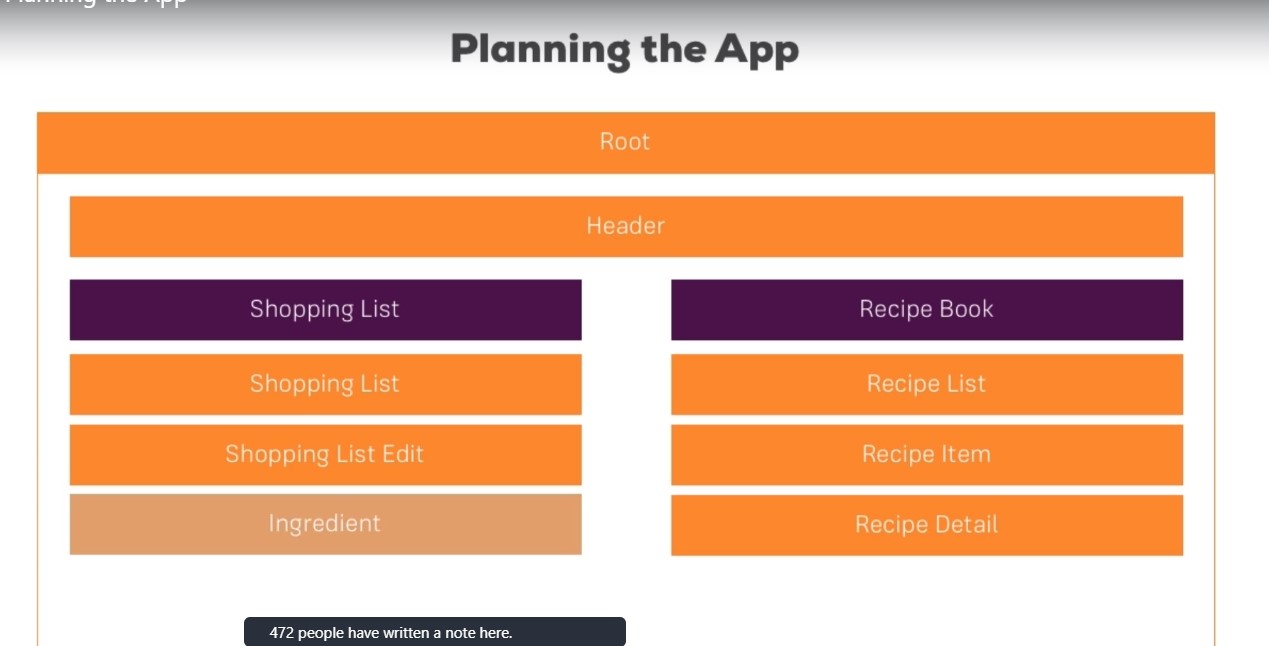 Planning the App
Planning the App
Root
Header
Shopping List
Shopping List
Shopping List Edit
Ingredient
Recipe Book
Recipe List
Recipe Item
Recipe Detail
472 people have written a note here.